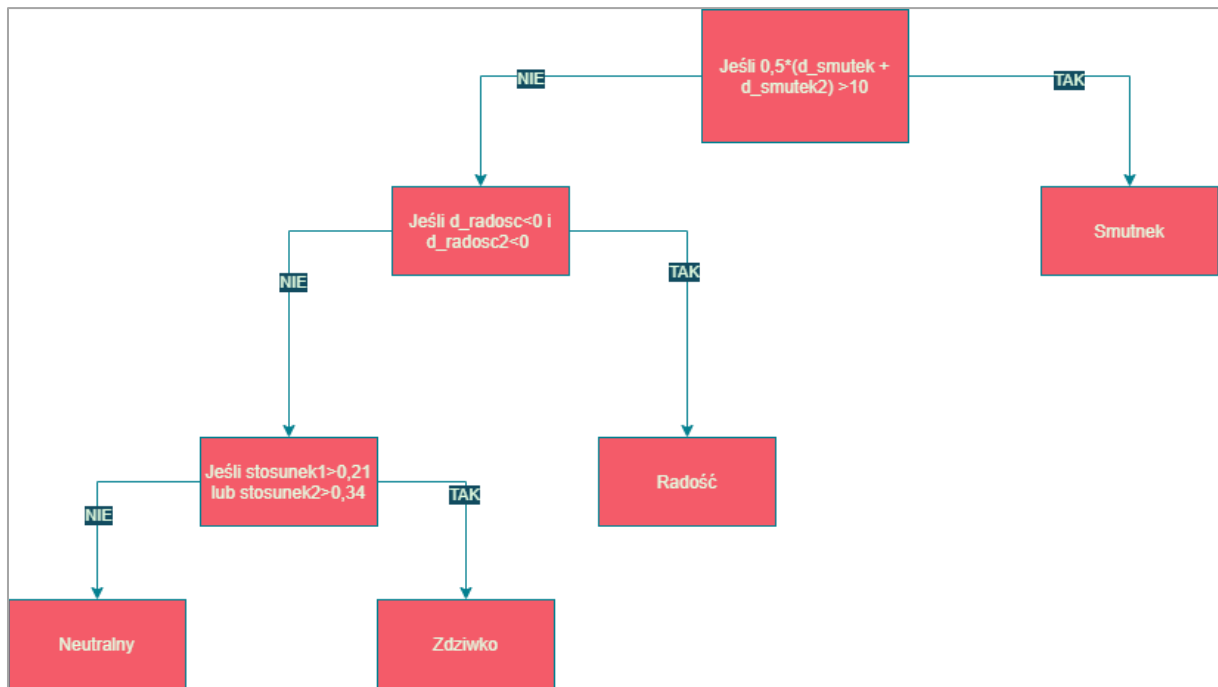 Jeśli 0,5*(d_smutek +
d_smutek2) >10
NIE
TAK
Jeśli d_radosc<0 i
d_radosc2<0
Smutnek
NIE
TAK
Jeśli stosunek1>0,21
lub stosunek2>0,34
Radość
NIE
TAK
Neutralny
Zdziwko